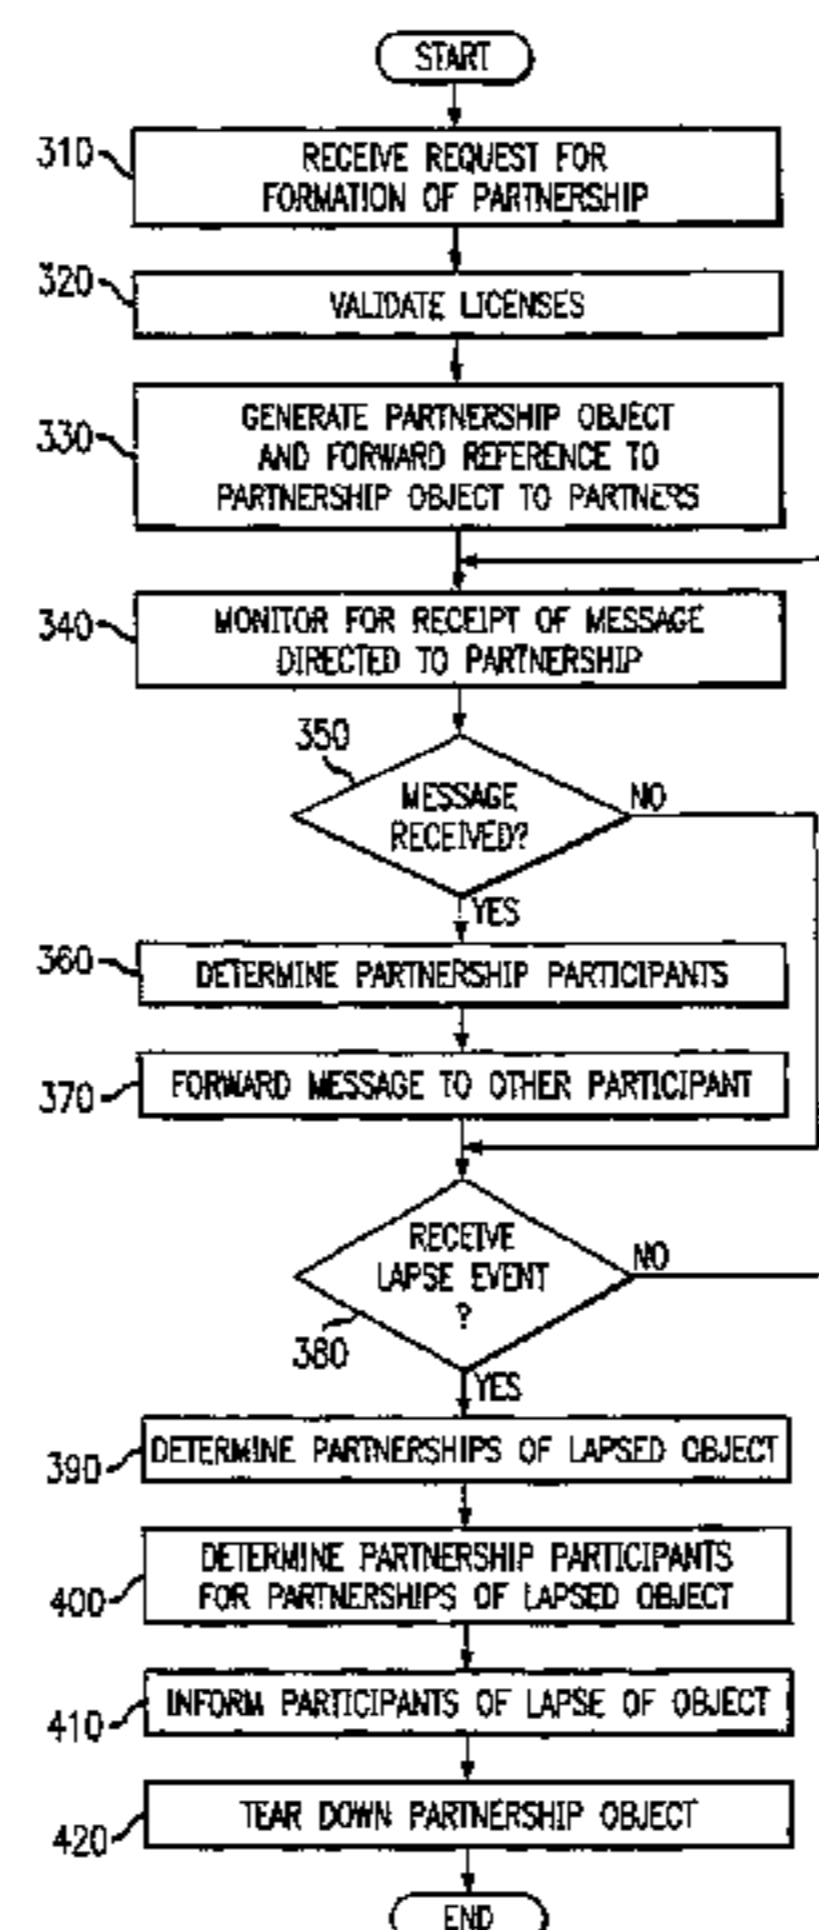 START
310
RECEIVE REQUEST FOR
FORMATION OF PARTNERSHIP
320
VALIDATE LICENSES
330
GENERATE PARTNERSHIP OBJECT
AND FORWARD REFERENCE TO
PARTNERSHIP OBJECT TO PARTNERS
340
MONITOR FOR RECEIPT OF MESSAGE
DIRECTED TO PARTNERSHIP
350
MESSAGE
RECEIVED?
NO
YES
360
DETERMINE PARTNERSHIP PARTICIPANTS
370
FORWARD MESSAGE TO OTHER PARTICIPANT
RECEIVE
LAPSE EVENT
?
NO
380
YES
390
DETERMINE PARTNERSHIPS OF LAPSED OBJECT
400
DETERMINE PARTNERSHIP PARTICIPANTS
FOR PARTNERSHIPS OF LAPSED OBJECT
410
INFORM PARTICIPANTS OF LAPSE OF OBJECT
420
TEAR DOWN PARTNERSHIP OBJECT
END